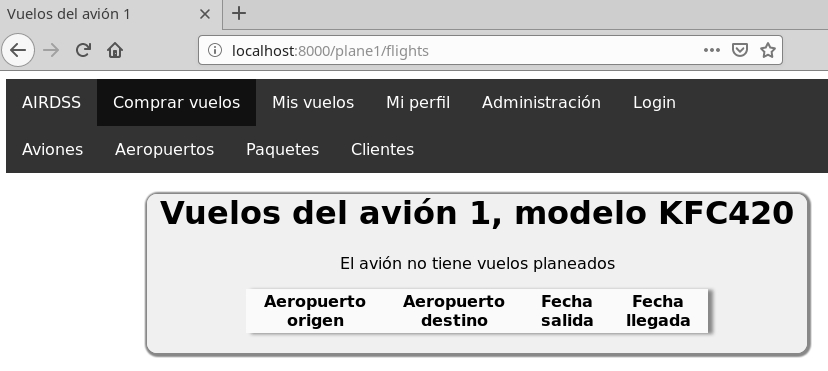 Vuelos del avión 1
localhost:8000/plane1/flights
AIRDSS Comprar vuelos Mis vuelos Mi perfil Administración Login
Aviones Aeropuertos Paquetes Clientes
Vuelos del avión 1, modelo KFC420
El avión no tiene vuelos planeados
Aeropuerto origen Aeropuerto destino Fecha salida Fecha llegada